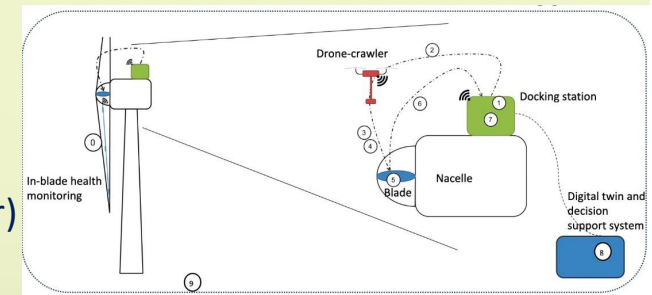 Drone-crawler
2
Docking station
1
7
6
3
4
0
In-blade health
monitoring
r)
5
Blade
Nacelle
Digital twin and
decision
support system
8
9